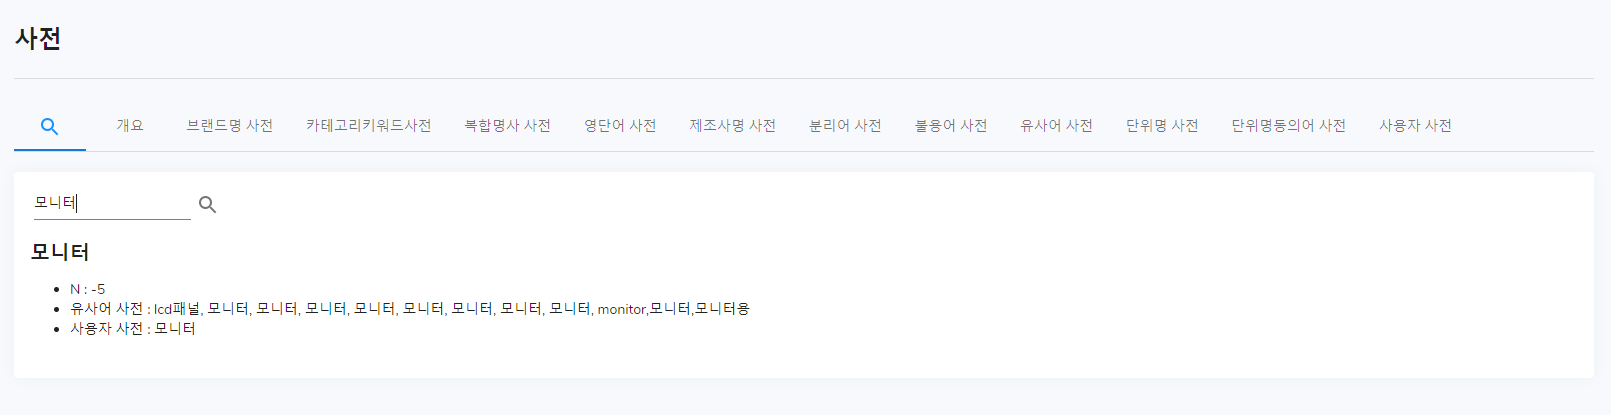 사전
개요 브랜드명 사전 카테고리키워드사전 복합명사 사전 영단어 사전 제조사명 사전 분리어 사전 불용어 사전 유사어 사전 단위명 사전 단위명동의어 사전 사용자 사전
모니터
모니터
N : -5
유사어 사전 : lcd패널, 모니터, 모니터, 모니터, 모니터, 모니터, 모니터, 모니터, 모니터, monitor,모니터,모니터용
사용자 사전 : 모니터